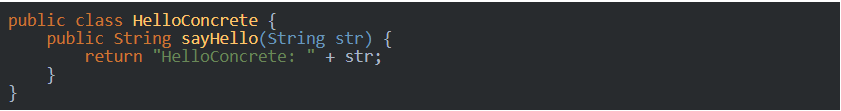 public class HelloConcrete {
    public String sayHello(String str) {
        return "HelloConcrete: " + str;
    }
}